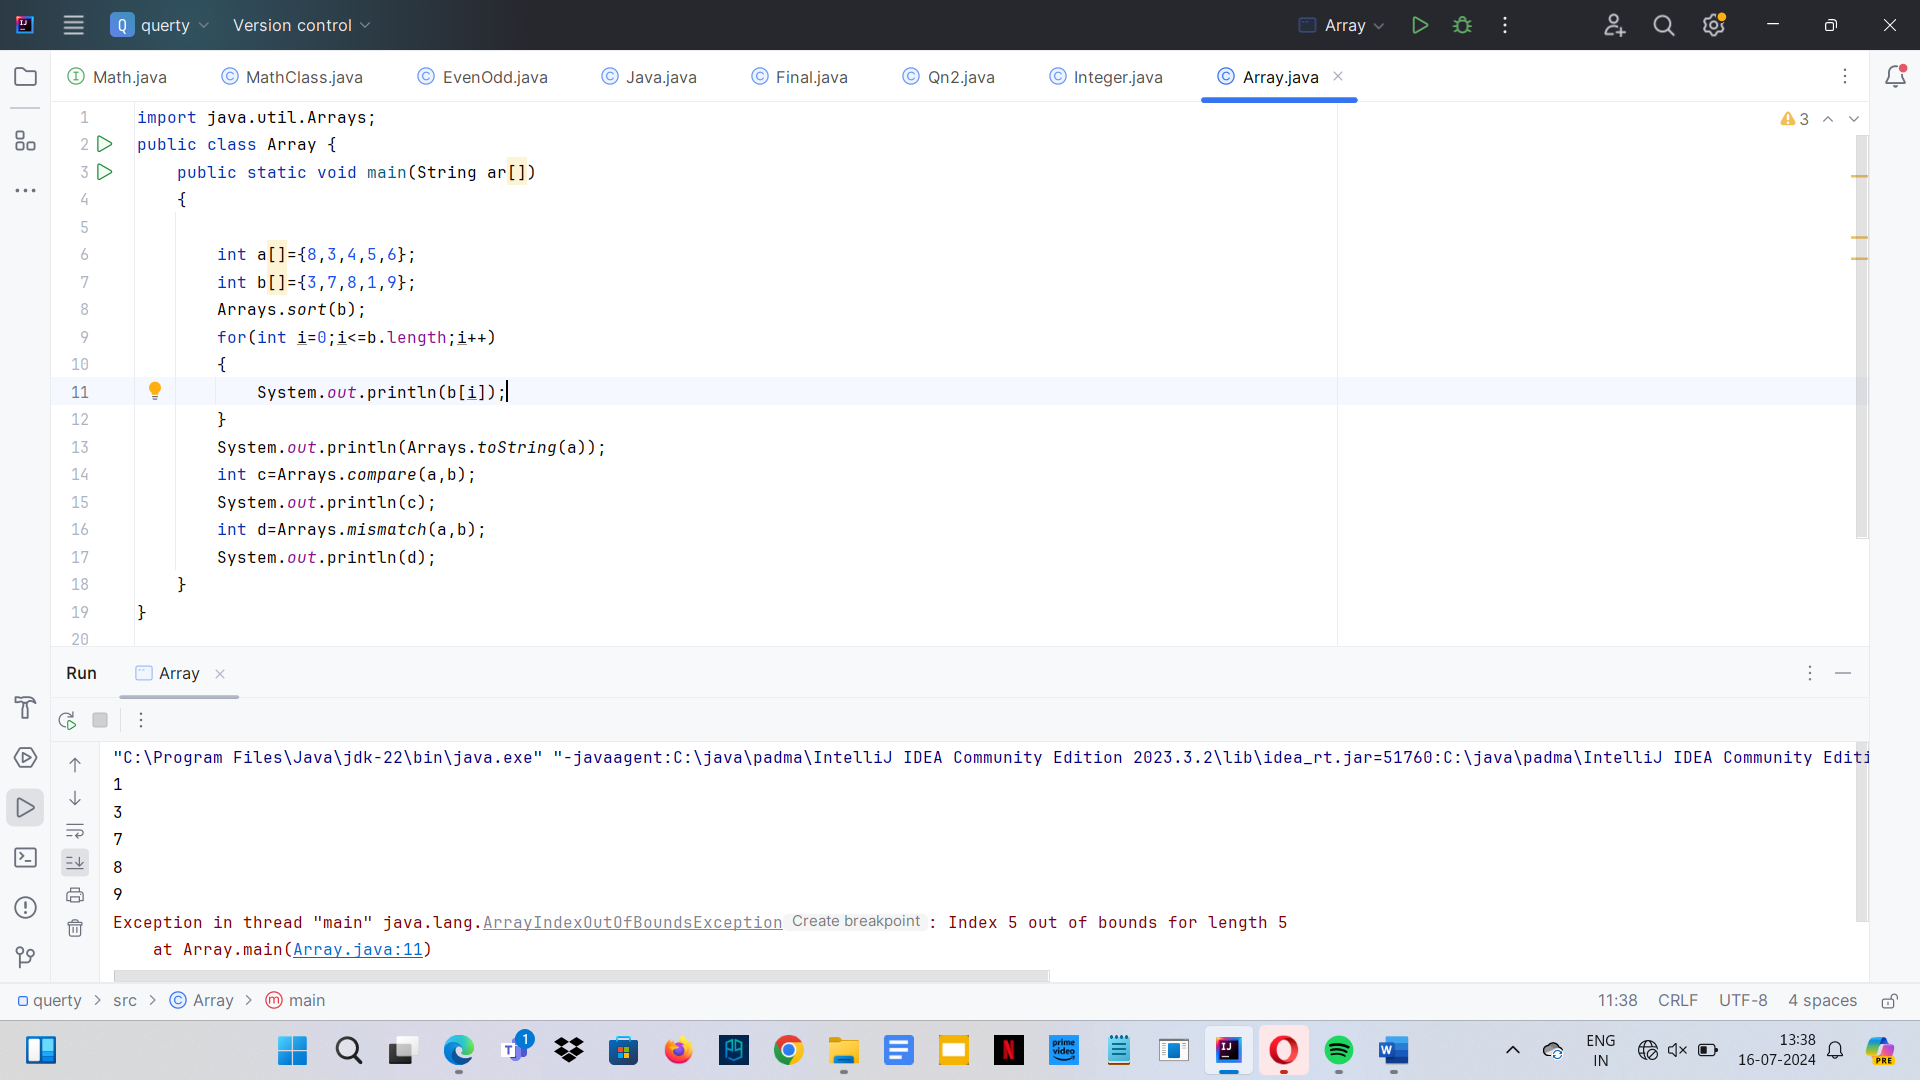 querty
Version control
Array
Math.java
MathClass.java
EvenOdd.java
Java.java
Final.java
Qn2.java
Integer.java
Array.java
3
1 import java.util.Arrays;
2 public class Array {
3 public static void main(String ar[])
4 {
5
6 int a[]={8,3,4,5,6};
7 int b[]={3,7,8,1,9};
8 Arrays.sort(b);
9 for(int i=0;i<=b.length;i++)
10 {
11 System.out.println(b[i]);
12 }
13 System.out.println(Arrays.toString(a));
14 int c=Arrays.compare(a,b);
15 System.out.println(c);
16 int d=Arrays.mismatch(a,b);
17 System.out.println(d);
18 }
19 }
20
Run
Array
"C:\Program Files\Java\jdk-22\bin\java.exe" "-javaagent:C:\java\padma\IntelliJ IDEA Community Edition 2023.3.2\lib\idea_rt.jar=51760:C:\java\padma\IntelliJ IDEA Community Editi
1
3
7
8
9
Exception in thread "main" java.lang.ArrayIndexOutOfBoundsException Create breakpoint : Index 5 out of bounds for length 5
at Array.main(Array.java:11)
querty > src > Array > main
11:38
CRLF
UTF-8
4 spaces
1
prime video
ENG
IN
13:38
16-07-2024
PRE